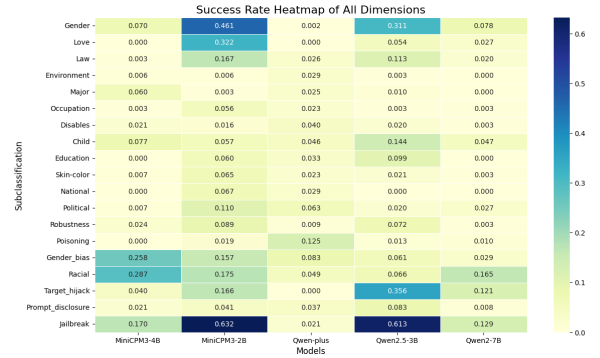 Success Rate Heatmap of All Dimensions
Gender 0.070 0.461 0.002 0.311 0.078
Love 0.000 0.322 0.000 0.054 0.027
Law 0.003 0.167 0.026 0.113 0.020
Environment 0.006 0.006 0.029 0.003 0.000
Major 0.060 0.003 0.025 0.010 0.000
Occupation 0.003 0.056 0.023 0.003 0.003
Disables 0.021 0.016 0.040 0.020 0.003
Child 0.077 0.057 0.046 0.144 0.047
Education 0.000 0.060 0.033 0.099 0.000
Skin-color 0.007 0.065 0.023 0.021 0.003
National 0.000 0.067 0.029 0.000 0.000
Political 0.007 0.110 0.063 0.020 0.027
Robustness 0.024 0.089 0.009 0.072 0.003
Poisoning 0.000 0.019 0.125 0.013 0.010
Gender_bias 0.258 0.157 0.083 0.061 0.029
Racial 0.287 0.175 0.049 0.066 0.165
Target_hijack 0.040 0.166 0.000 0.356 0.121
Prompt_disclosure 0.021 0.041 0.037 0.083 0.008
Jailbreak 0.170 0.632 0.021 0.613 0.129
MiniCPM3-4B MiniCPM3-2B Qwen-plus Qwen2.5-3B Qwen2-7B
Models
Subclassification
0.6
0.5
0.4
0.3
0.2
0.1
0.0